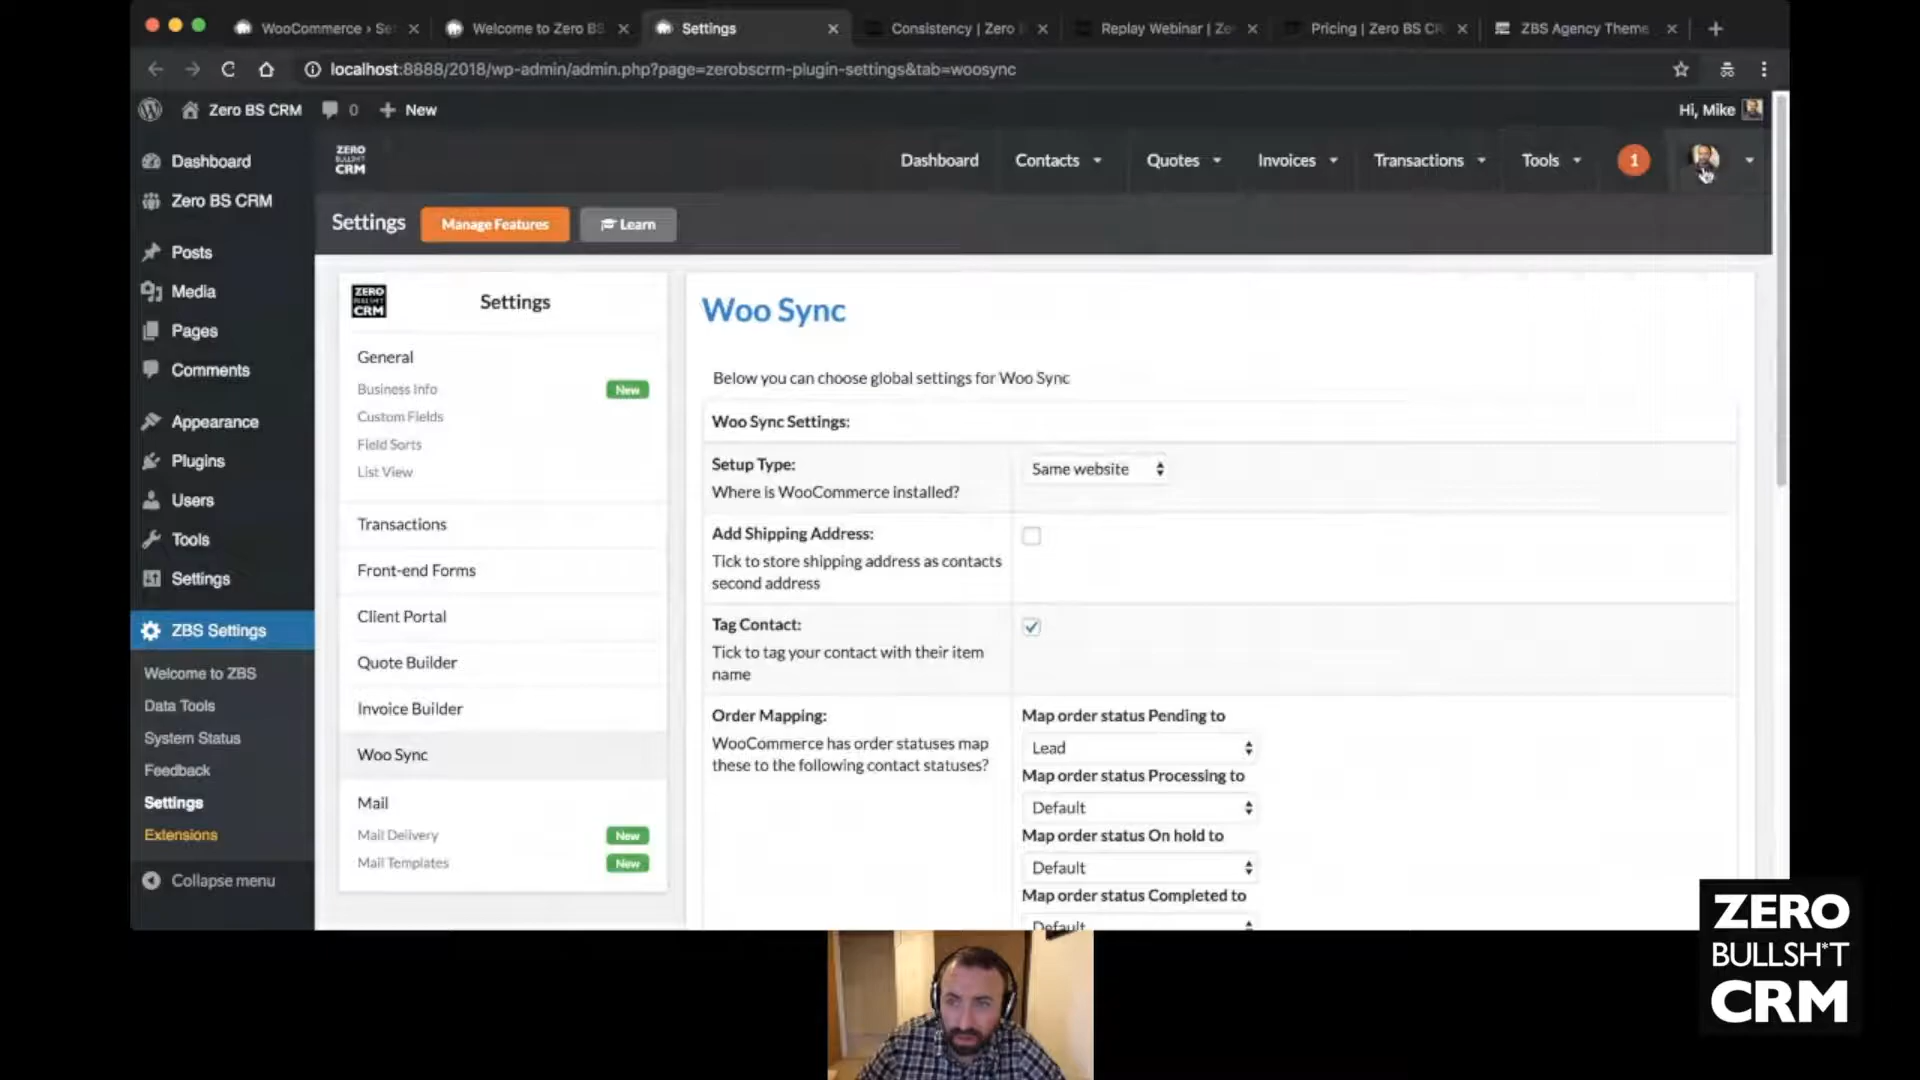 WooCommerce › Se
Welcome to Zero BS
Settings
Consistency | Zero
Replay Webinar | Ze
Pricing | Zero BS CR
ZBS Agency Theme
localhost:8888/2018/wp-admin/admin.php?page=zerobscrm-plugin-settings&tab=woosync
Zero BS CRM
0
New
Hi, Mike
Dashboard
Zero BS CRM
Posts
Media
Pages
Comments
Appearance
Plugins
Users
Tools
Settings
ZBS Settings
Welcome to ZBS
Data Tools
System Status
Feedback
Settings
Extensions
Collapse menu
ZERO
BULLSH*T
CRM
Dashboard
Contacts
Quotes
Invoices
Transactions
Tools
1
Settings
Manage Features
Learn
ZERO
BULLSH*T
CRM
Settings
General
Business Info
New
Custom Fields
Field Sorts
List View
Transactions
Front-end Forms
Client Portal
Quote Builder
Invoice Builder
Woo Sync
Mail
Mail Delivery
New
Mail Templates
New
Woo Sync
Below you can choose global settings for Woo Sync
Woo Sync Settings:
Setup Type:
Where is WooCommerce installed?
Same website
Add Shipping Address:
Tick to store shipping address as contacts
second address
Tag Contact:
Tick to tag your contact with their item
name
Order Mapping:
WooCommerce has order statuses map
these to the following contact statuses?
Map order status Pending to
Lead
Map order status Processing to
Default
Map order status On hold to
Default
Map order status Completed to
Default
ZERO
BULLSH*T
CRM